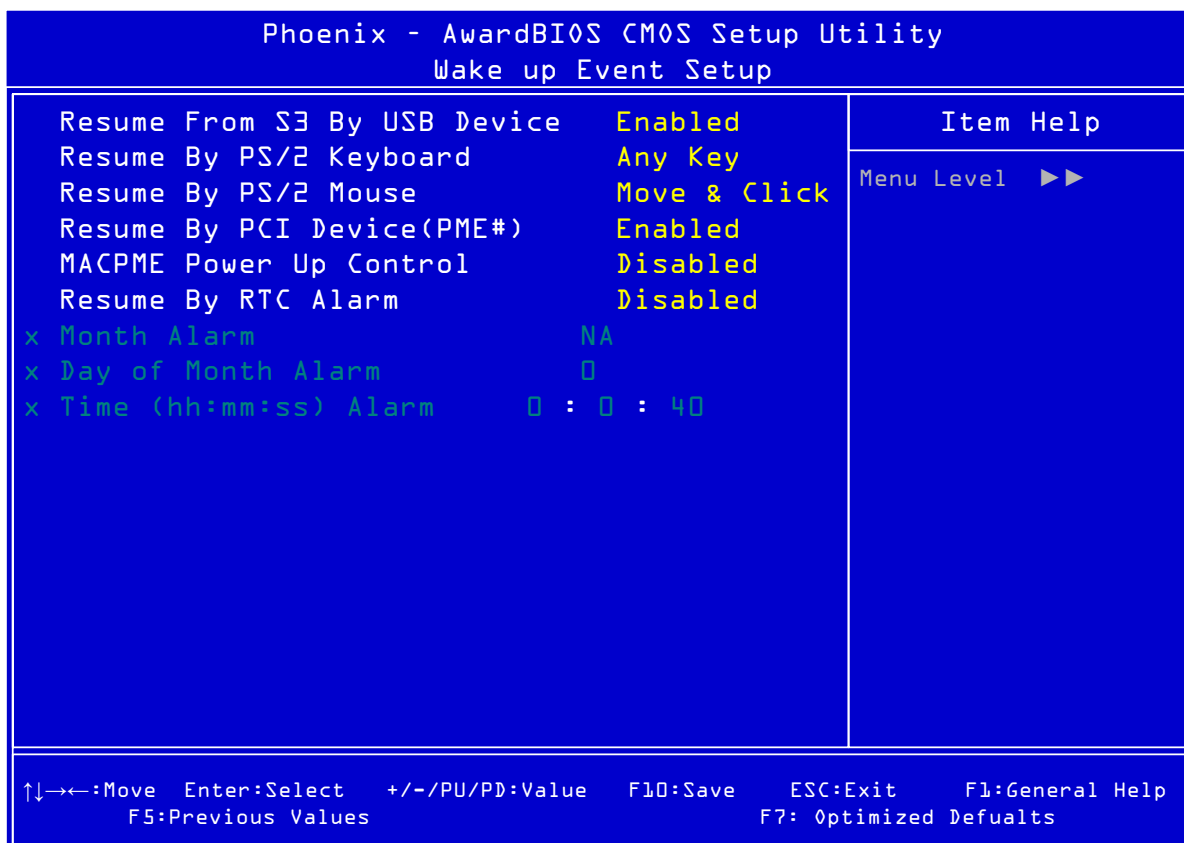 Phoenix - AwardBIOS CMOS Setup Utility
Wake up Event Setup
Resume From S3 By USB Device Enabled
Resume By PS/2 Keyboard Any Key
Resume By PS/2 Mouse Move & Click
Resume By PCI Device(PME#) Enabled
MACPME Power Up Control Disabled
Resume By RTC Alarm Disabled
x Month Alarm NA
x Day of Month Alarm 0
x Time (hh:mm:ss) Alarm 0 : 0 : 40
Item Help
Menu Level ►►
↑↓→←:Move Enter:Select +/-/PU/PD:Value F10:Save ESC:Exit F1:General Help
F5:Previous Values F7: Optimized Defualts